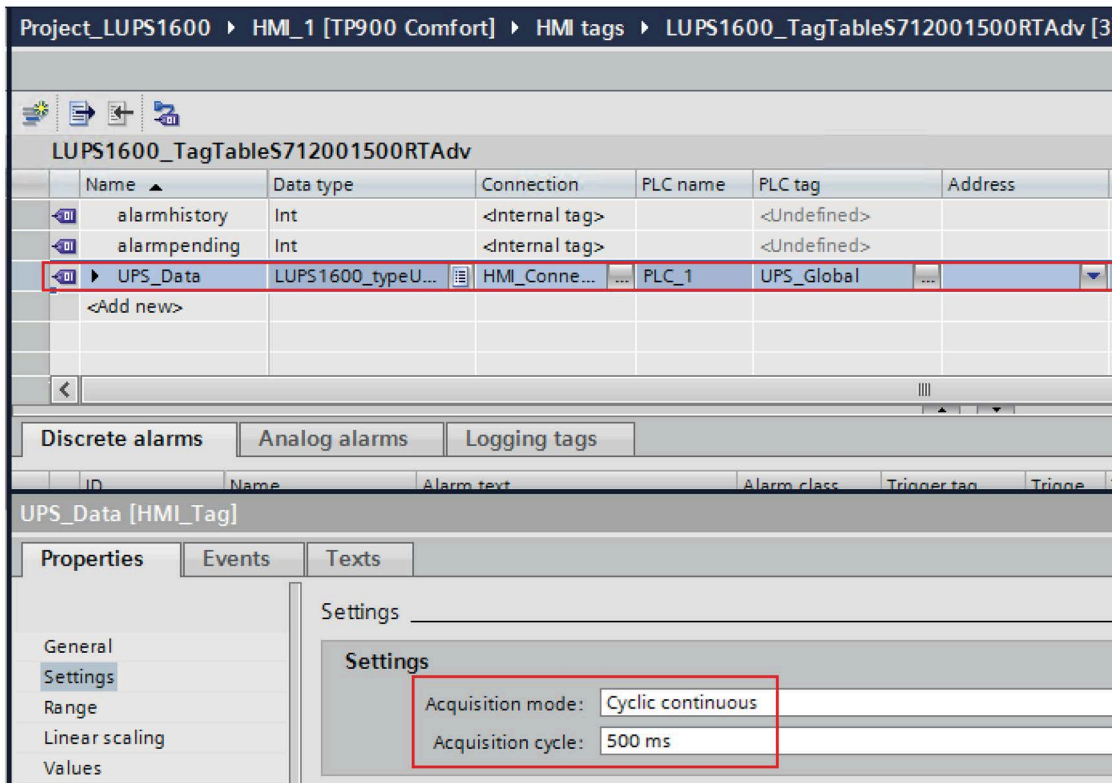 Project_LUPS1600 ▸ HMI_1 [TP900 Comfort] ▸ HMI tags ▸ LUPS1600_TagTableS712001500RTAdv [3
LUPS1600_TagTableS712001500RTAdv
Name Data type Connection PLC name PLC tag Address
alarmhistory Int <Internal tag> <Undefined>
alarmpending Int <Internal tag> <Undefined>
UPS_Data LUPS1600_typeU... HMI_Conne... ... PLC_1 UPS_Global ...
<Add new>
Discrete alarms Analog alarms Logging tags
ID Name Alarm text Alarm class Trigger tag Trigge
UPS_Data [HMI_Tag]
Properties Events Texts
Settings
General
Settings
Settings
Range
Acquisition mode: Cyclic continuous
Linear scaling
Acquisition cycle: 500 ms
Values